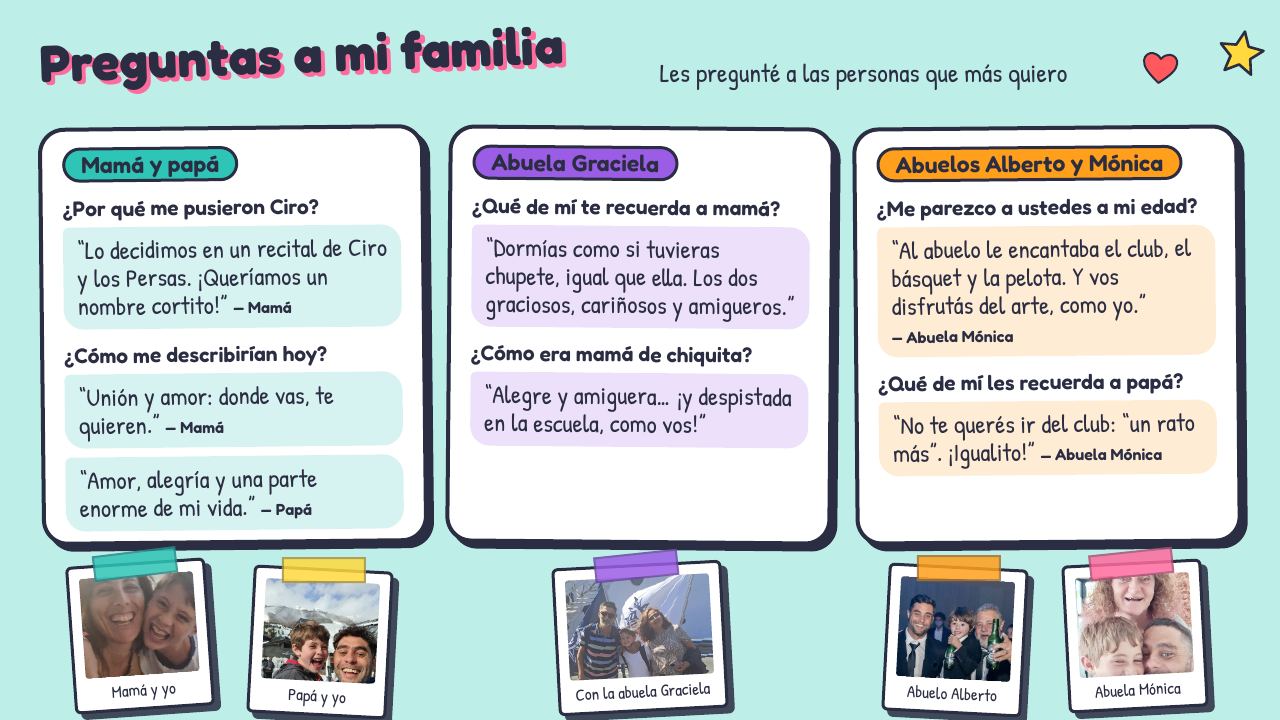 Preguntas a mi familia
Les pregunté a las personas que más quiero
Mamá y papá
¿Por qué me pusieron Ciro?
“Lo decidimos en un recital de Ciro
y los Persas. ¡Queríamos un
nombre cortito!” – Mamá
¿Cómo me describirían hoy?
“Unión y amor: donde vas, te
quieren.” – Mamá
“Amor, alegría y una parte
enorme de mi vida.” – Papá
Abuela Graciela
¿Qué de mí te recuerda a mamá?
“Dormías como si tuvieras
chupete, igual que ella. Los dos
graciosos, cariñosos y amigueros.”
¿Cómo era mamá de chiquita?
“Alegre y amiguera... ¡y despistada
en la escuela, como vos!”
Abuelos Alberto y Mónica
¿Me parezco a ustedes a mi edad?
“Al abuelo le encantaba el club, el
básquet y la pelota. Y vos
disfrutás del arte, como yo.”
– Abuela Mónica
¿Qué de mí les recuerda a papá?
“No te querés ir del club: “un rato
más”. ¡Igualito!” – Abuela Mónica
Mamá y yo
Papá y yo
Con la abuela Graciela
Abuelo Alberto
Abuela Mónica